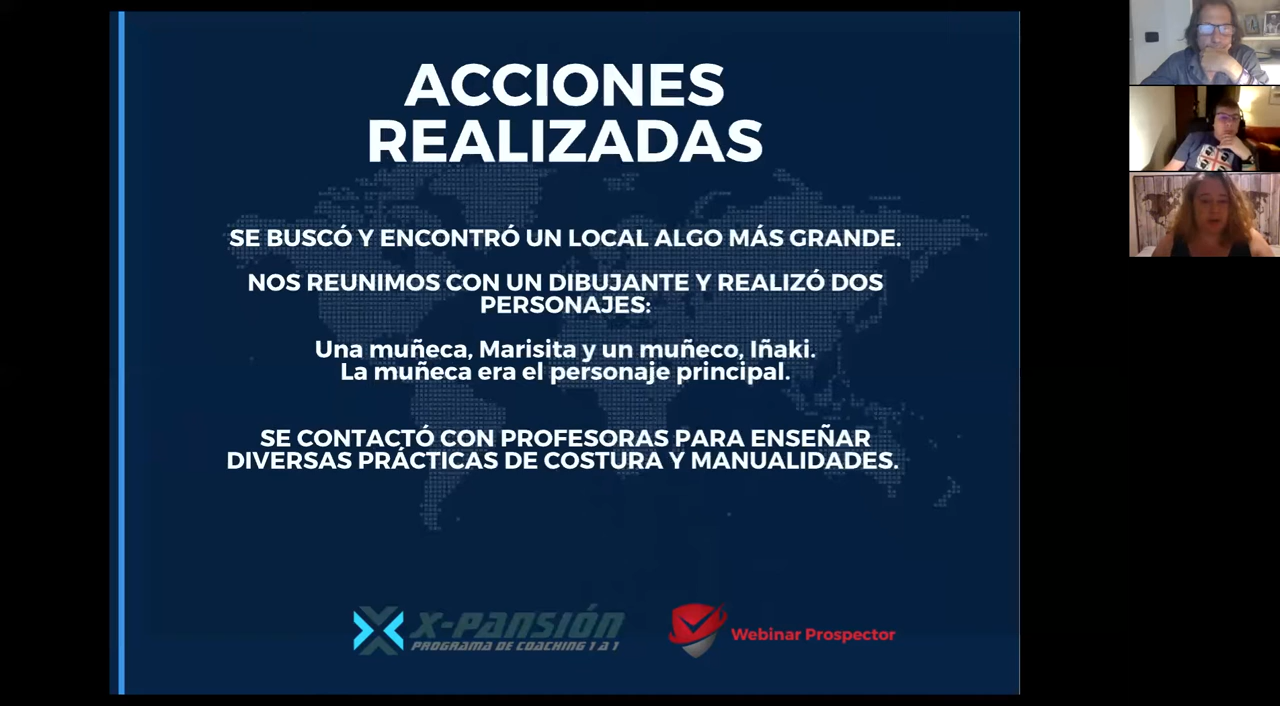 ACCIONES
REALIZADAS
SE BUSCÓ Y ENCONTRÓ UN LOCAL ALGO MÁS GRANDE.
NOS REUNIMOS CON UN DIBUJANTE Y REALIZÓ DOS
PERSONAJES:
Una muñeca, Marisita y un muñeco, Iñaki.
La muñeca era el personaje principal.
SE CONTACTÓ CON PROFESORAS PARA ENSEÑAR
DIVERSAS PRÁCTICAS DE COSTURA Y MANUALIDADES.
X-PANSIÓN
PROGRAMA DE COACHING 1 A 1
Webinar Prospector